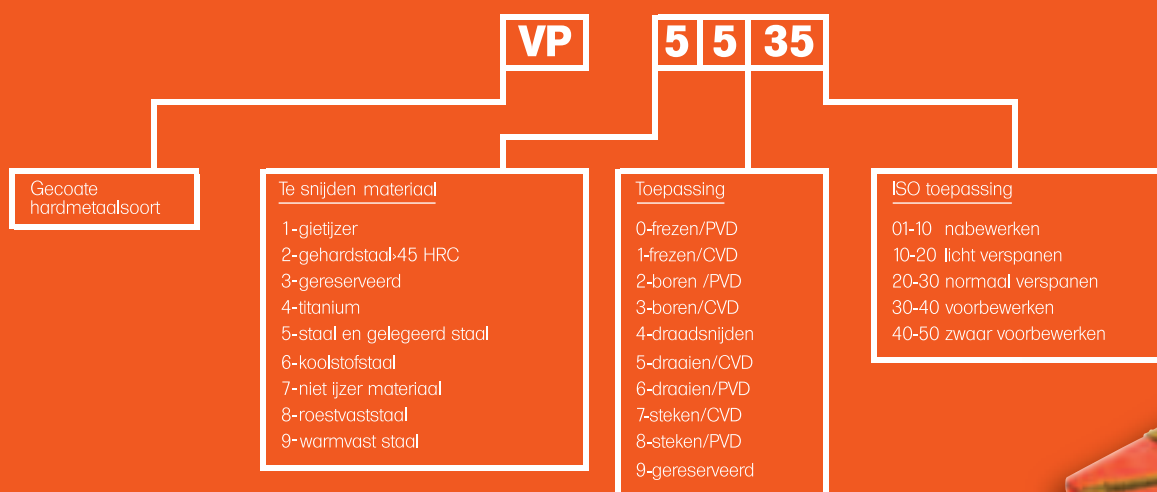 VP 5 5 35
Gecoate
hardmetaalsoort
Te snijden materiaal
1-gietijzer
2-gehardstaal›45 HRC
3-gereserveerd
4-titanium
5-staal en gelegeerd staal
6-koolstofstaal
7-niet ijzer materiaal
8-roestvaststaal
9-warmvast staal
Toepassing
0-frezen/PVD
1-frezen/CVD
2-boren /PVD
3-boren/CVD
4-draadsnijden
5-draaien/CVD
6-draaien/PVD
7-steken/CVD
8-steken/PVD
9-gereserveerd
ISO toepassing
01-10 nabewerken
10-20 licht verspanen
20-30 normaal verspanen
30-40 voorbewerken
40-50 zwaar voorbewerken